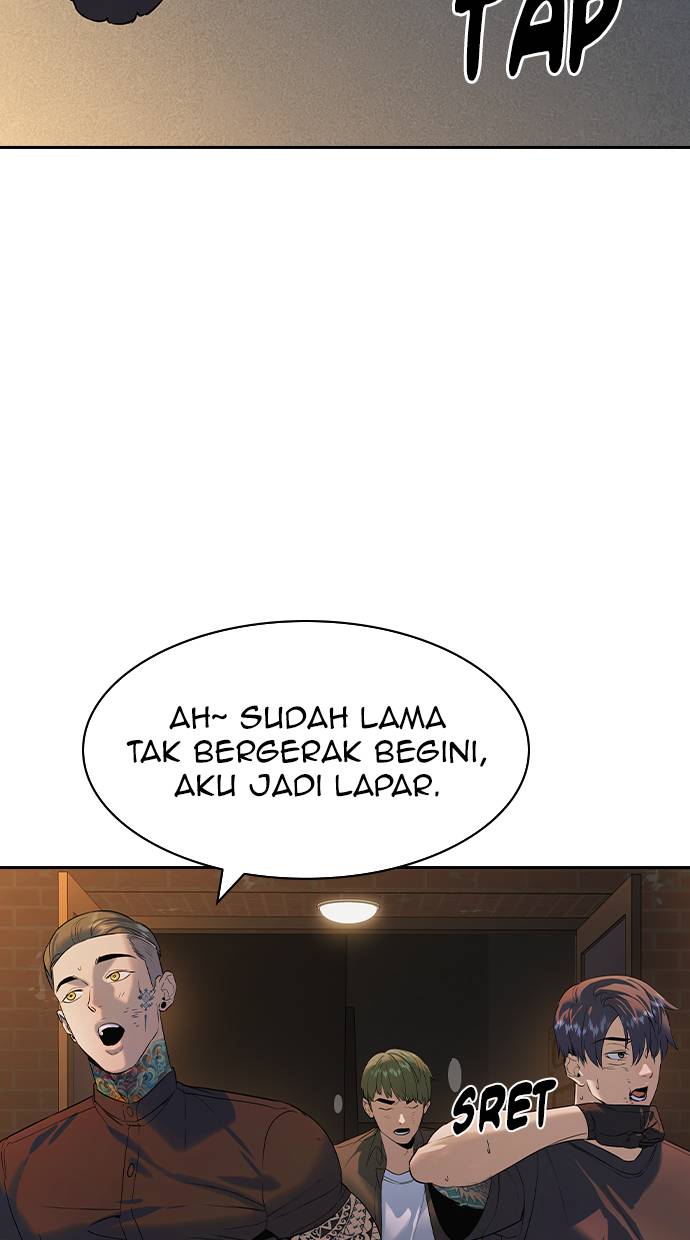 TAP
AH~ SUDAH LAMA
TAK BERGERAK BEGINI,
AKU JADI LAPAR.
SRET